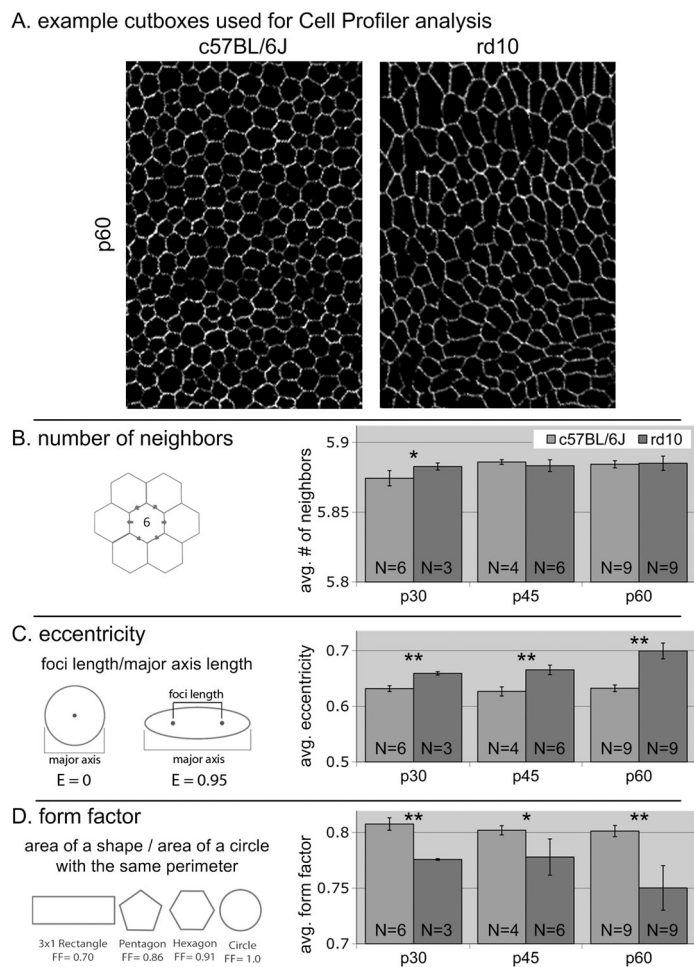 A. example cutboxes used for Cell Profiler analysis
c57BL/6J rd10
p60
B. number of neighbors
6
avg. # of neighbors
5.9
5.85
5.8
c57BL/6J rd10
*
N=6 N=3 N=4 N=6 N=9 N=9
p30 p45 p60
C. eccentricity
foci length/major axis length
foci length
major axis major axis
E = 0 E = 0.95
avg. eccentricity
0.7
0.6
0.5
** ** **
N=6 N=3 N=4 N=6 N=9 N=9
p30 p45 p60
D. form factor
area of a shape / area of a circle
with the same perimeter
3x1 Rectangle Pentagon Hexagon Circle
FF= 0.70 FF= 0.86 FF= 0.91 FF= 1.0
avg. form factor
0.8
0.75
0.7
** * **
N=6 N=3 N=4 N=6 N=9 N=9
p30 p45 p60